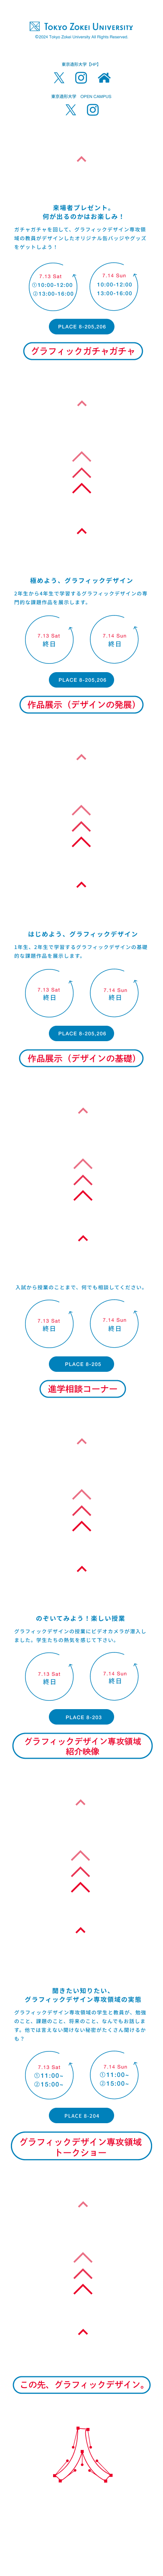 TOKYO ZOKEI UNIVERSITY
©2024 Tokyo Zokei University All Rights Reserved
東京造形大学【HP】
東京造形大学 OPEN CAMPUS
来場者プレゼント。
何が出るのかはお楽しみ！
ガチャガチャを回して、グラフィックデザイン専攻領
域の教員がデザインしたオリジナル缶バッジやグッズ
をゲットしよう！
7.13 Sat
①10:00-12:00
②13:00-16:00
7.14 Sun
10:00-12:00
13:00-16:00
PLACE 8-205,206
グラフィックガチャガチャ
極めよう、グラフィックデザイン
2年生から4年生で学習するグラフィックデザインの専
門的な課題作品を展示します。
7.13 Sat
終日
7.14 Sun
終日
PLACE 8-205,206
作品展示（デザインの発展）
はじめよう、グラフィックデザイン
1年生、2年生で学習するグラフィックデザインの基礎
的な課題作品を展示します。
7.13 Sat
終日
7.14 Sun
終日
PLACE 8-205,206
作品展示（デザインの基礎）
入試から授業のことまで、何でも相談してください。
7.13 Sat
終日
7.14 Sun
終日
PLACE 8-205
進学相談コーナー
のぞいてみよう！楽しい授業
グラフィックデザインの授業にビデオカメラが潜入し
ました。学生たちの熱気を感じて下さい。
7.13 Sat
終日
7.14 Sun
終日
PLACE 8-203
グラフィックデザイン専攻領域
紹介映像
聞きたい知りたい、
グラフィックデザイン専攻領域の実態
グラフィックデザイン専攻領域の学生と教員が、勉強
のこと、課題のこと、将来のこと、なんでもお話しま
す。他では言えない聞けない秘密がたくさん聞けるか
も？
7.13 Sat
①11:00~
②15:00~
7.14 Sun
①11:00~
②15:00~
PLACE 8-204
グラフィックデザイン専攻領域
トークショー
この先、グラフィックデザイン。